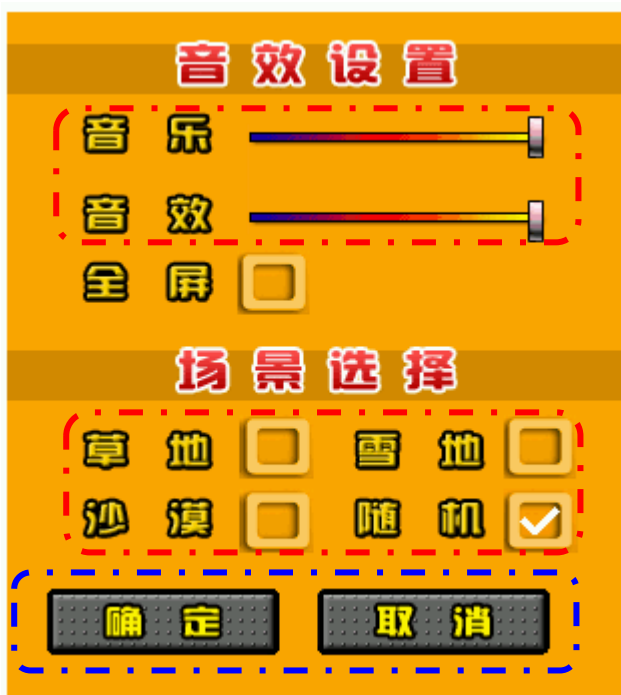 音效设置
音乐
音效
全屏
场景选择
草地 雪地
沙漠 随机
确定 取消